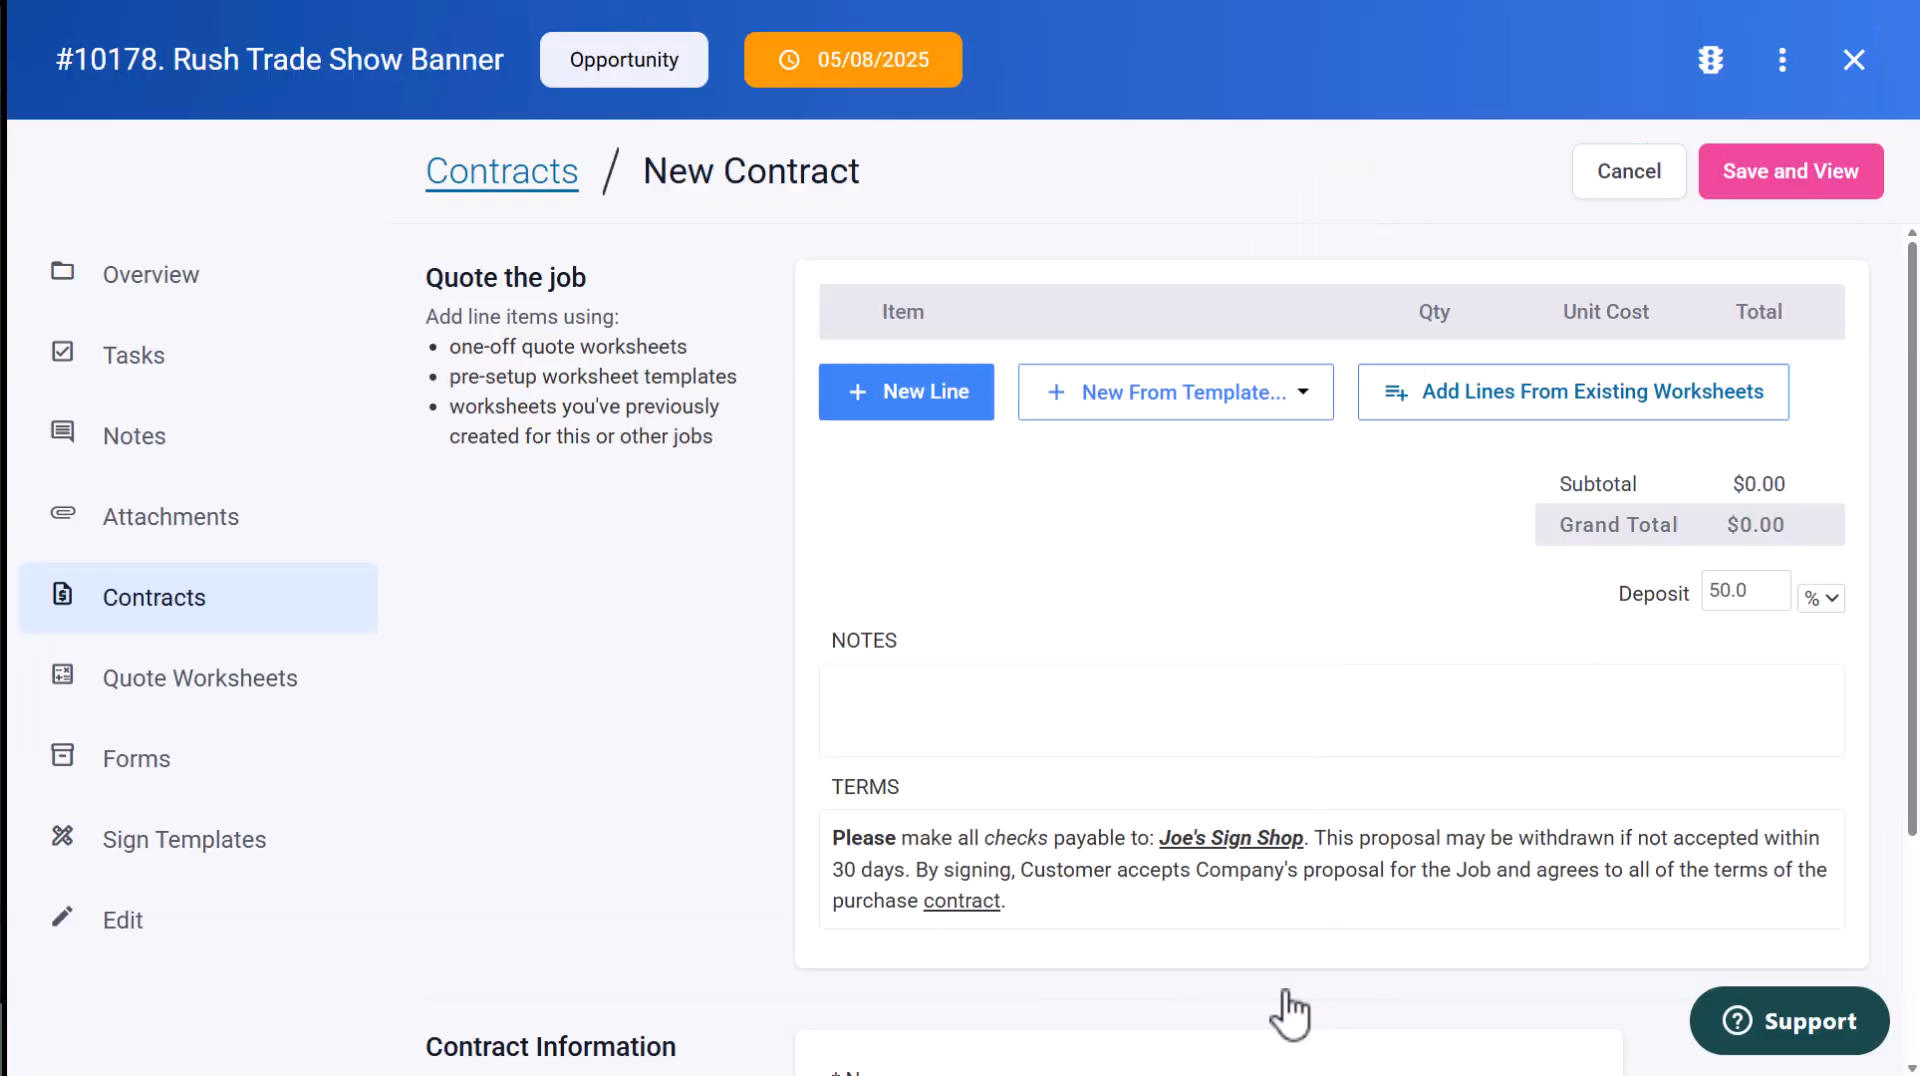 #10178. Rush Trade Show Banner
Opportunity
05/08/2025
Contracts / New Contract
Cancel
Save and View
Overview
Tasks
Notes
Attachments
Contracts
Quote Worksheets
Forms
Sign Templates
Edit
Quote the job
Add line items using:
• one-off quote worksheets
• pre-setup worksheet templates
• worksheets you've previously
created for this or other jobs
Item Qty Unit Cost Total
+ New Line
+ New From Template...
Add Lines From Existing Worksheets
Subtotal $0.00
Grand Total $0.00
Deposit 50.0 %
NOTES
TERMS
Please make all checks payable to: Joe's Sign Shop. This proposal may be withdrawn if not accepted within
30 days. By signing, Customer accepts Company's proposal for the Job and agrees to all of the terms of the
purchase contract.
Contract Information
? Support